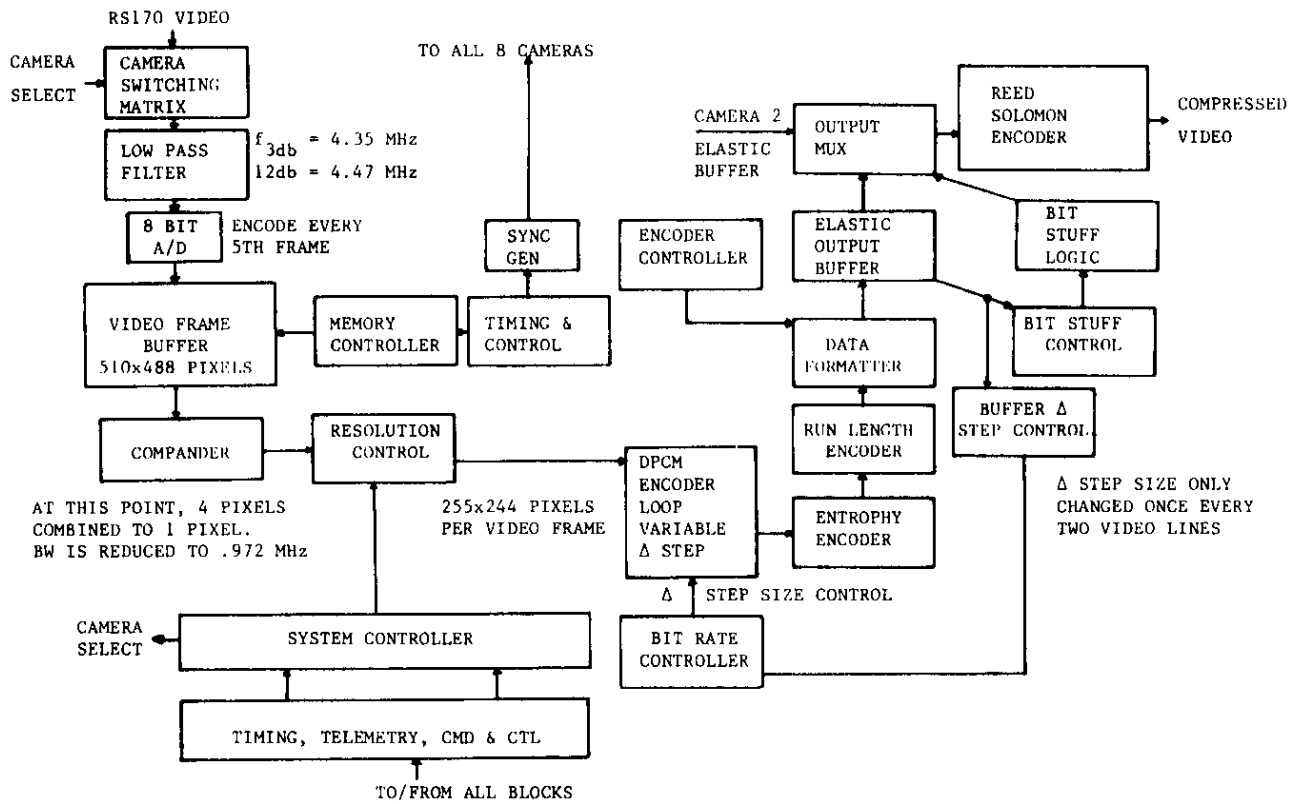 RS170 VIDEO
CAMERA
SELECT
CAMERA
SWITCHING
MATRIX
LOW PASS
FILTER
f3db = 4.35 MHz
12db = 4.47 MHz
8 BIT
A/D
ENCODE EVERY
5TH FRAME
VIDEO FRAME
BUFFER
510x488 PIXELS
MEMORY
CONTROLLER
TIMING &
CONTROL
SYNC
GEN
TO ALL 8 CAMERAS
COMPANDER
RESOLUTION
CONTROL
AT THIS POINT, 4 PIXELS
COMBINED TO 1 PIXEL.
BW IS REDUCED TO .972 MHz
255x244 PIXELS
PER VIDEO FRAME
CAMERA
SELECT
SYSTEM CONTROLLER
TIMING, TELEMETRY, CMD & CTL
TO/FROM ALL BLOCKS
DPCM
ENCODER
LOOP
VARIABLE
Δ STEP
Δ STEP SIZE CONTROL
BIT RATE
CONTROLLER
ENTROPHY
ENCODER
RUN LENGTH
ENCODER
DATA
FORMATTER
ENCODER
CONTROLLER
ELASTIC
OUTPUT
BUFFER
CAMERA 2
ELASTIC
BUFFER
OUTPUT
MUX
REED
SOLOMON
ENCODER
COMPRESSED
VIDEO
BIT
STUFF
LOGIC
BIT STUFF
CONTROL
BUFFER Δ
STEP CONTROL
Δ STEP SIZE ONLY
CHANGED ONCE EVERY
TWO VIDEO LINES